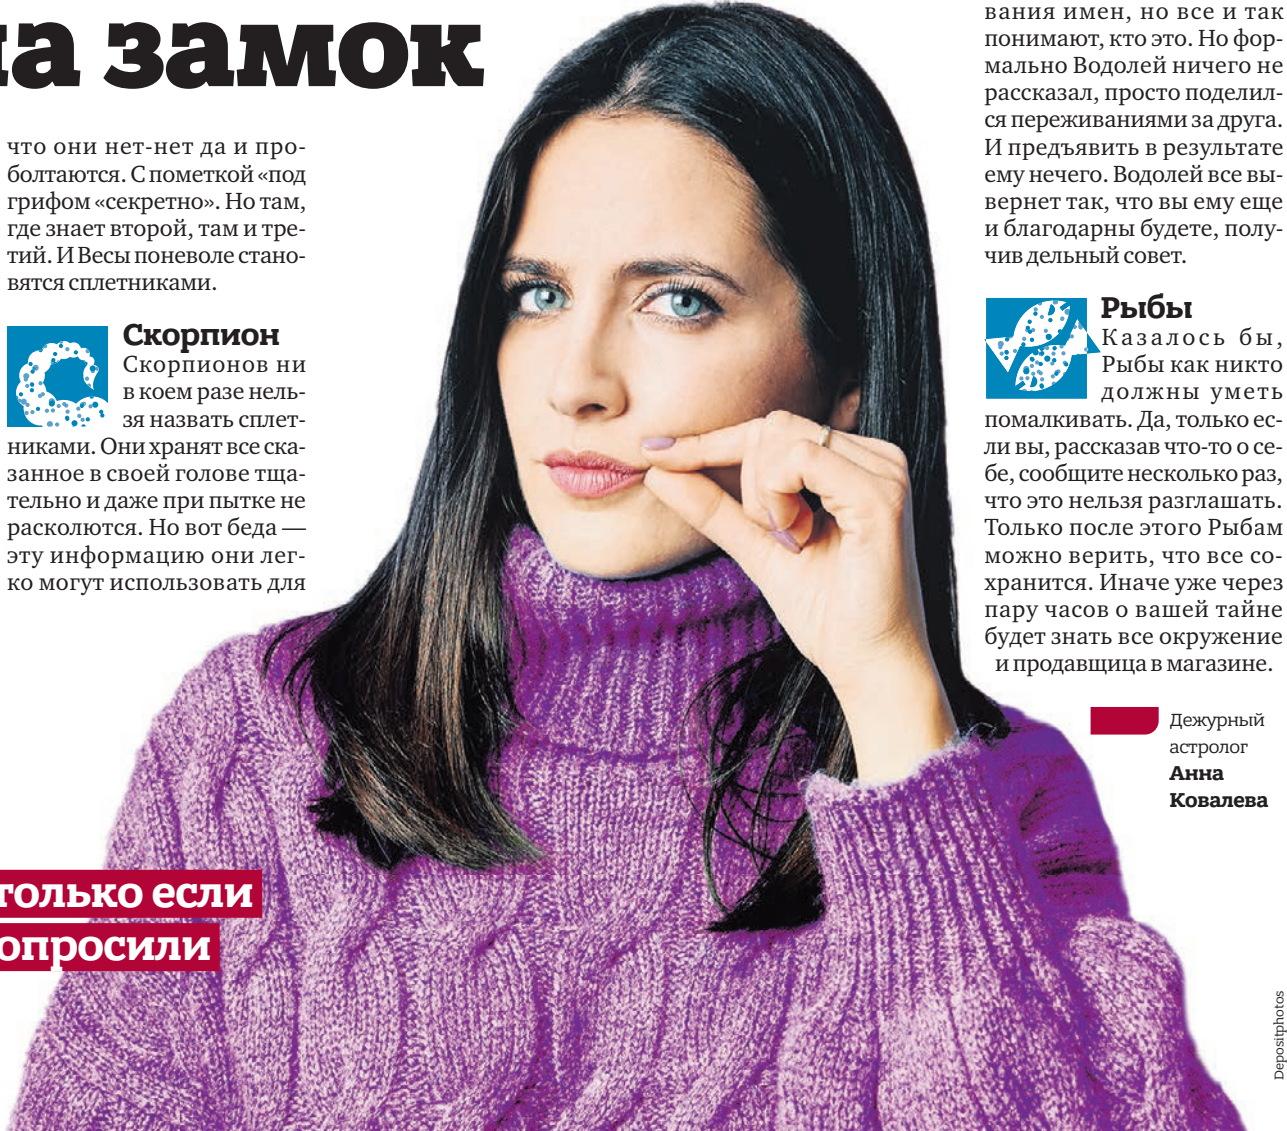 на замок
что они нет-нет да и про-
болтаются. С пометкой «под
грифом «секретно». Но там,
где знает второй, там и тре-
тий. И Весы поневоле стано-
вятся сплетниками.
Скорпион
Скорпионов ни
в коем разе нель-
зя назвать сплет-
никами. Они хранят все ска-
занное в своей голове тща-
тельно и даже при пытке не
расколются. Но вот беда —
эту информацию они лег-
ко могут использовать для
только если
опросили
вания имен, но все и так
понимают, кто это. Но фор-
мально Водолей ничего не
рассказал, просто поделил-
ся переживаниями за друга.
И предъявить в результате
ему нечего. Водолей все вы-
вернет так, что вы ему еще
и благодарны будете, полу-
чив дельный совет.
Рыбы
Казалось бы,
Рыбы как никто
должны уметь
помалкивать. Да, только ес-
ли вы, рассказав что-то о се-
бе, сообщите несколько раз,
что это нельзя разглашать.
Только после этого Рыбам
можно верить, что все со-
хранится. Иначе уже через
пару часов о вашей тайне
будет знать все окружение
и продавщица в магазине.
Дежурный
астролог
Анна
Ковалева
Depositphotos